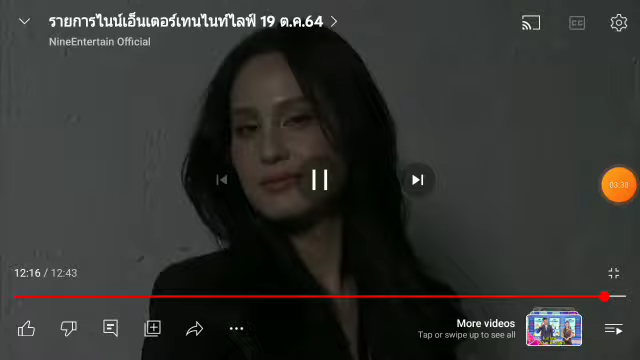 รายการไนน์เอ็นเตอร์เทนไนท์ไลฟ์ 19 ต.ค.64
NineEntertain Official
CC
03:33
12:16 / 12:43
More videos
Tap or swipe up to see all